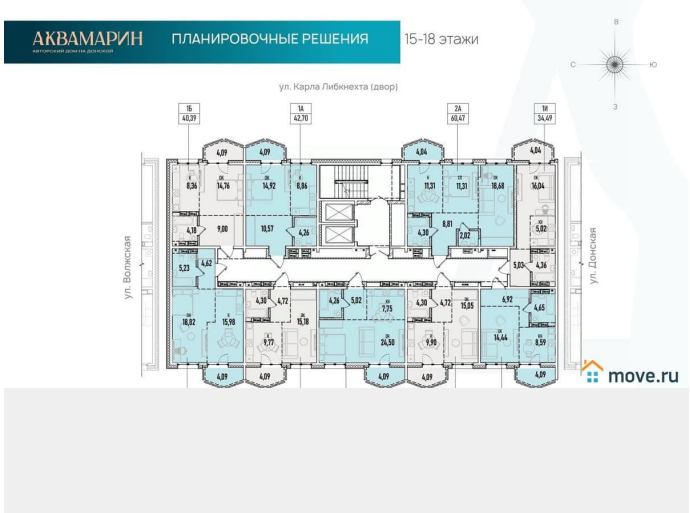 АКВАМАРИН
АВТОРСКИЙ ДОМ НА ДОНСКОЙ
ПЛАНИРОВОЧНЫЕ РЕШЕНИЯ
15-18 этажи
В
С
Ю
З
ул. Карла Либкнехта (двор)
1Б 1А 2А 1И
40,39 42,70 60,47 34,49
4,09 4,09 4,04 4,04
8,36 14,76 14,92 8,86 11,31 11,31 18,68 16,04
4,18 9,00 10,57 4,26 4,30 8,81 2,02 5,02
5,23 4,62 5,03 4,36
4,30 4,72 4,26 5,02 7,75 4,30 4,72 15,05 6,92 4,65
18,82 15,98 9,77 15,18 24,50 9,90 14,44 8,59
4,09 4,09 4,09 4,09 4,09
ул. Волжская
ул. Донская
move.ru